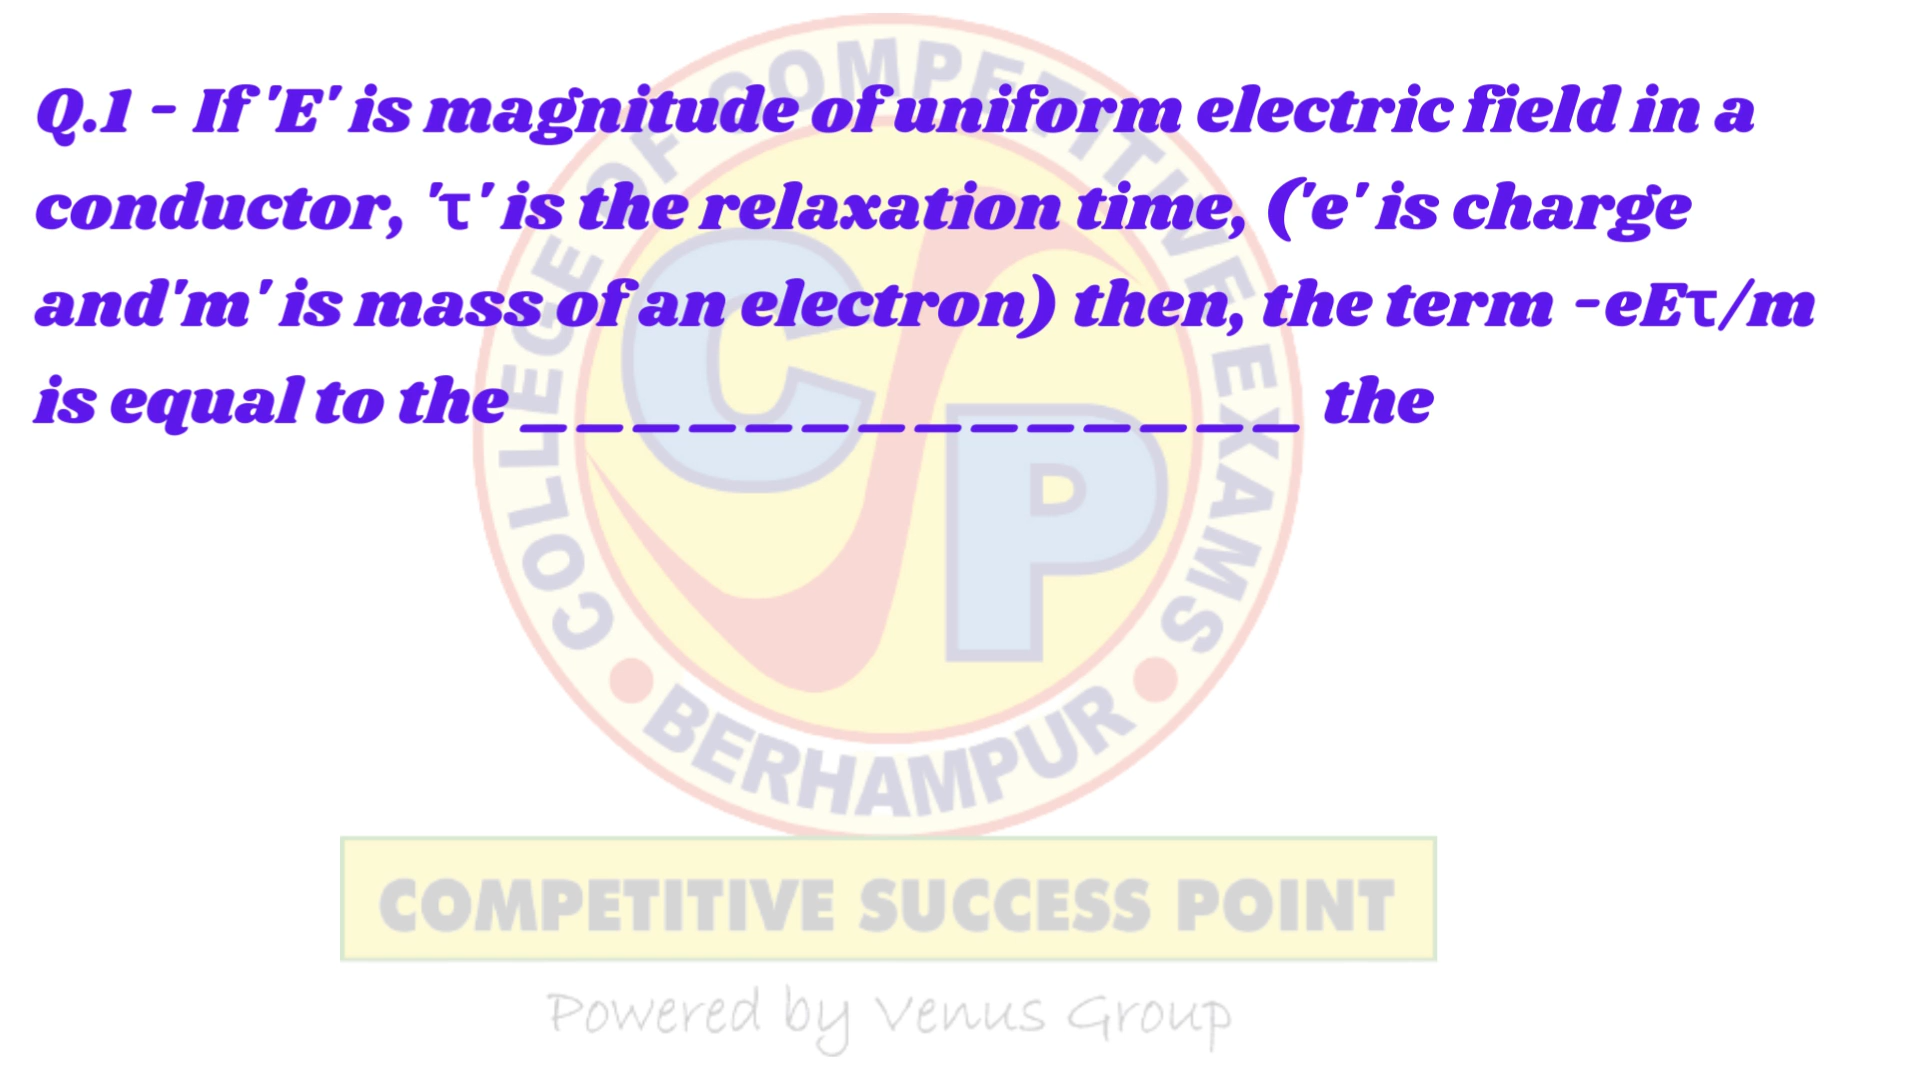 Q.1 - If 'E' is magnitude of uniform electric field in a
conductor, 'τ' is the relaxation time, ('e' is charge
and'm' is mass of an electron) then, the term -eEτ/m
is equal to the ______________ the
COLLEGE OF COMPETITIVE EXAMS
CSP
BERHAMPUR
COMPETITIVE SUCCESS POINT
Powered by Venus Group